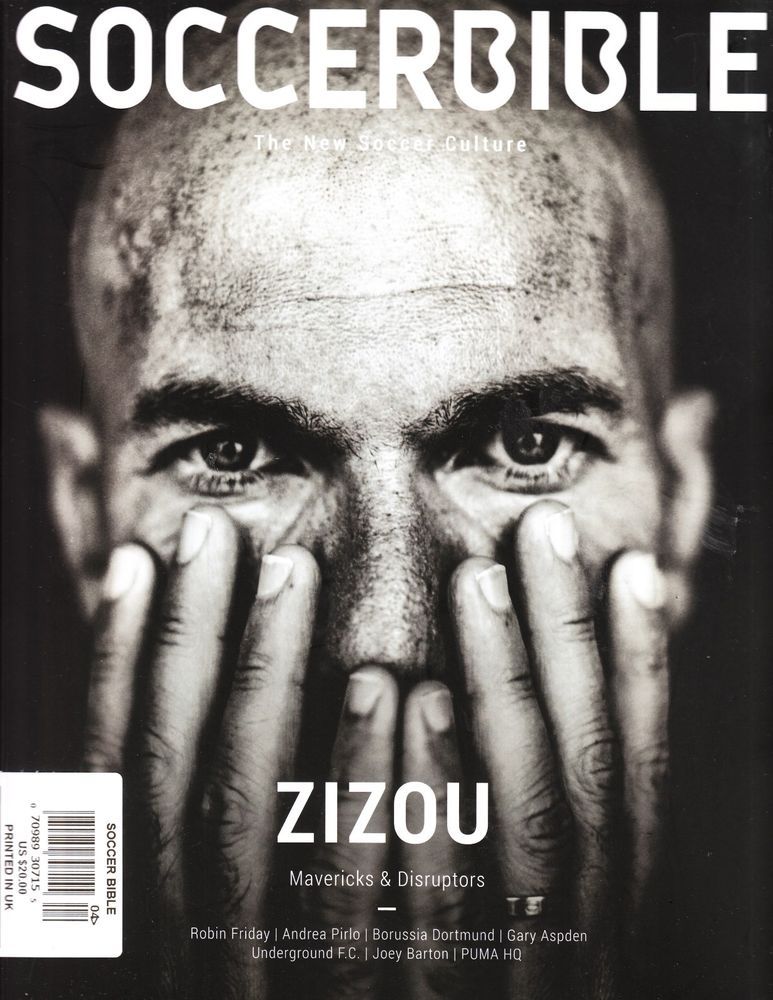 SOCCERBIBLE
The New Soccer Culture
ZIZOU
Mavericks & Disruptors
Robin Friday | Andrea Pirlo | Borussia Dortmund | Gary Aspden
Underground F.C. | Joey Barton | PUMA HQ
SOCCER BIBLE
04>
0 70989 30715 5
US $20.00
PRINTED IN UK